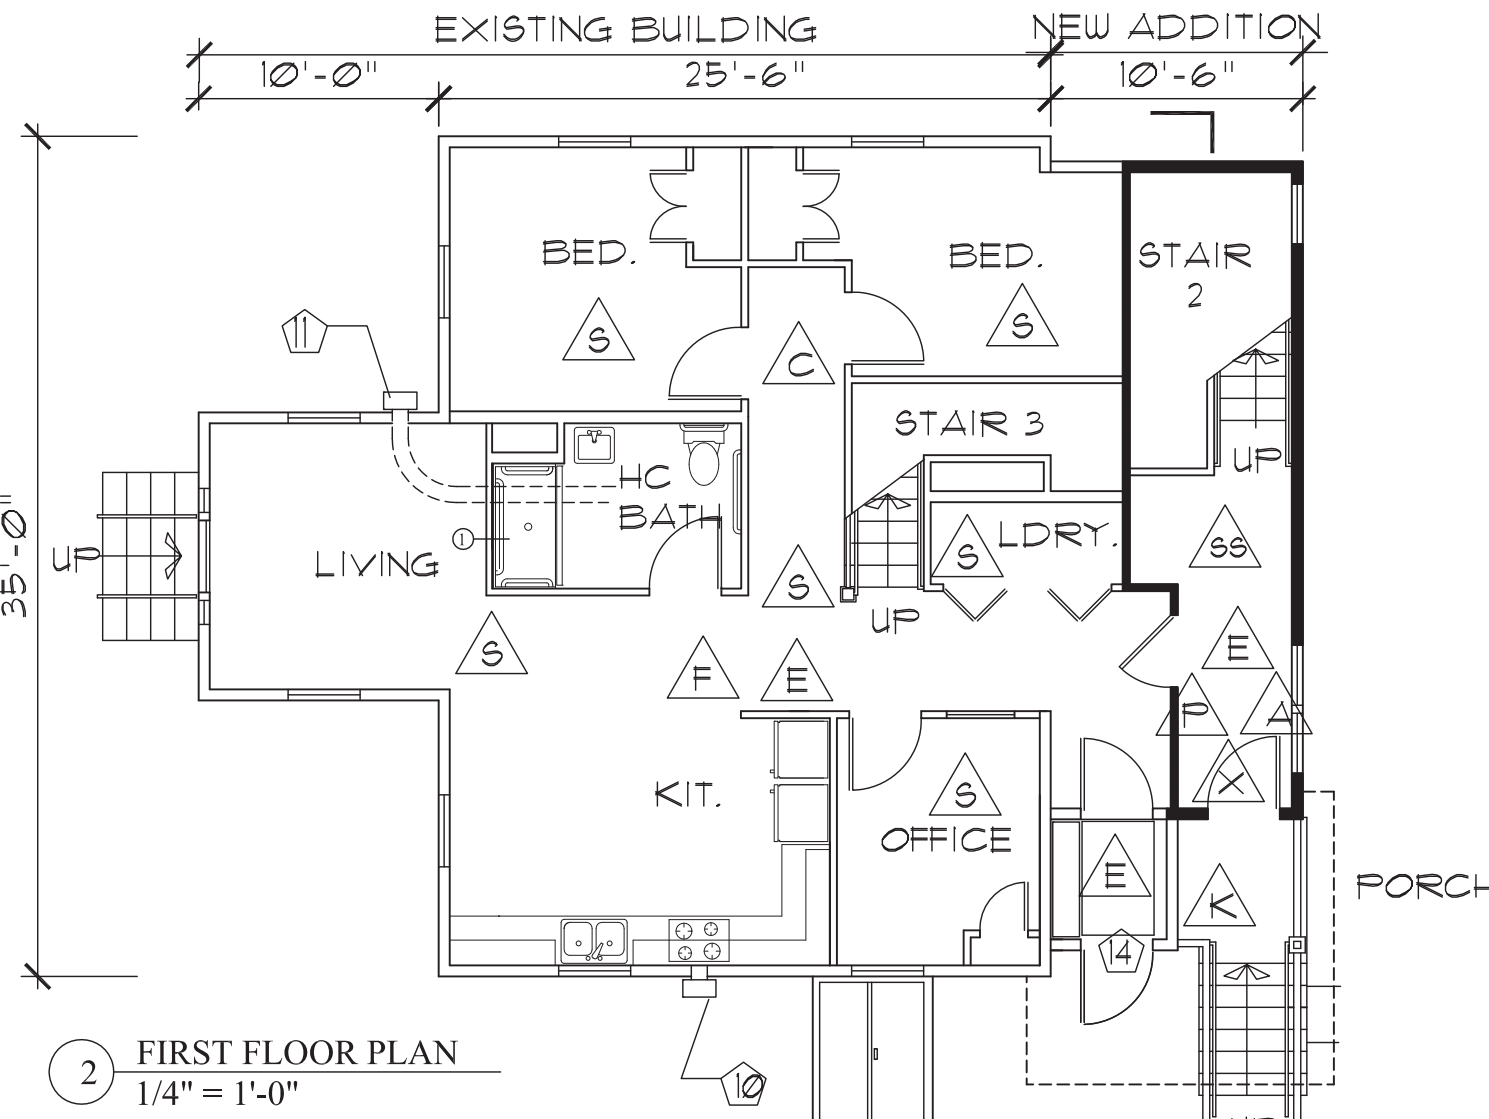 EXISTING BUILDING
NEW ADDITION
10'-0"
25'-6"
10'-6"
35'-0"
BED.
BED.
STAIR
2
S
S
C
11
STAIR 3
UP
HC
BATH
LDRY.
SS
S
S
1
LIVING
UP
UP
S
F
E
E
P
A
X
KIT.
S
OFFICE
E
K
PORCH
14
10
2
FIRST FLOOR PLAN
1/4" = 1'-0"